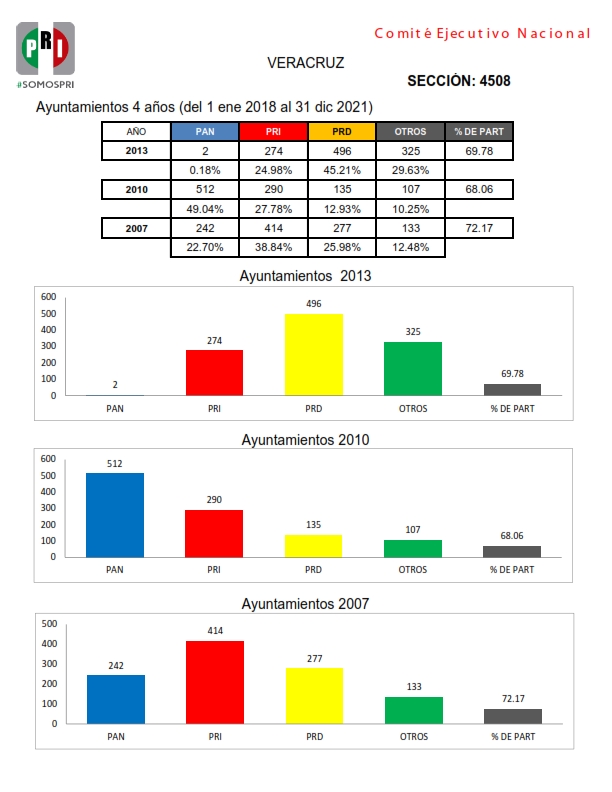 PRI
#SOMOSPRI
Comité Ejecutivo Nacional
VERACRUZ
SECCIÓN: 4508
Ayuntamientos 4 años (del 1 ene 2018 al 31 dic 2021)
AÑO PAN PRI PRD OTROS % DE PART
2013 2 274 496 325 69.78
0.18% 24.98% 45.21% 29.63%
2010 512 290 135 107 68.06
49.04% 27.78% 12.93% 10.25%
2007 242 414 277 133 72.17
22.70% 38.84% 25.98% 12.48%
Ayuntamientos 2013
600
500
400
300
200
100
0
2 274 496 325 69.78
PAN PRI PRD OTROS % DE PART
Ayuntamientos 2010
600
500
400
300
200
100
0
512 290 135 107 68.06
PAN PRI PRD OTROS % DE PART
Ayuntamientos 2007
500
400
300
200
100
0
242 414 277 133 72.17
PAN PRI PRD OTROS % DE PART